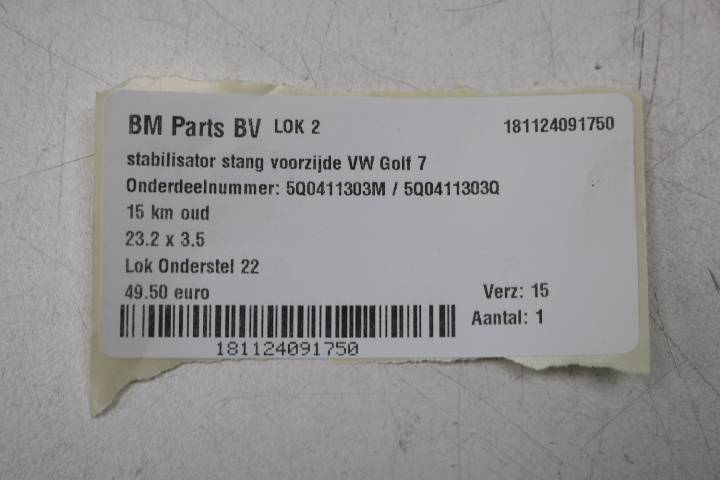 BM Parts BV LOK 2 181124091750
stabilisator stang voorzijde VW Golf 7
Onderdeelnummer: 5Q0411303M / 5Q0411303Q
15 km oud
23.2 x 3.5
Lok Onderstel 22
49.50 euro Verz: 15
Aantal: 1
181124091750